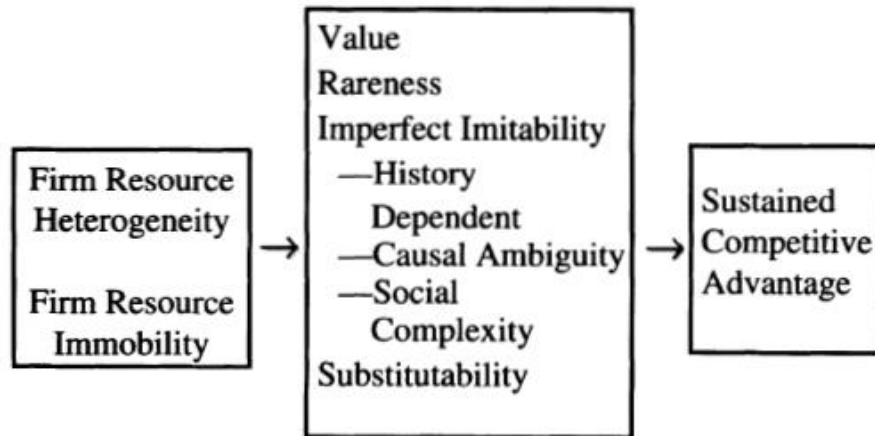 Firm Resource
Heterogeneity
Firm Resource
Immobility
Value
Rareness
Imperfect Imitability
—History
Dependent
—Causal Ambiguity
—Social
Complexity
Substitutability
Sustained
Competitive
Advantage